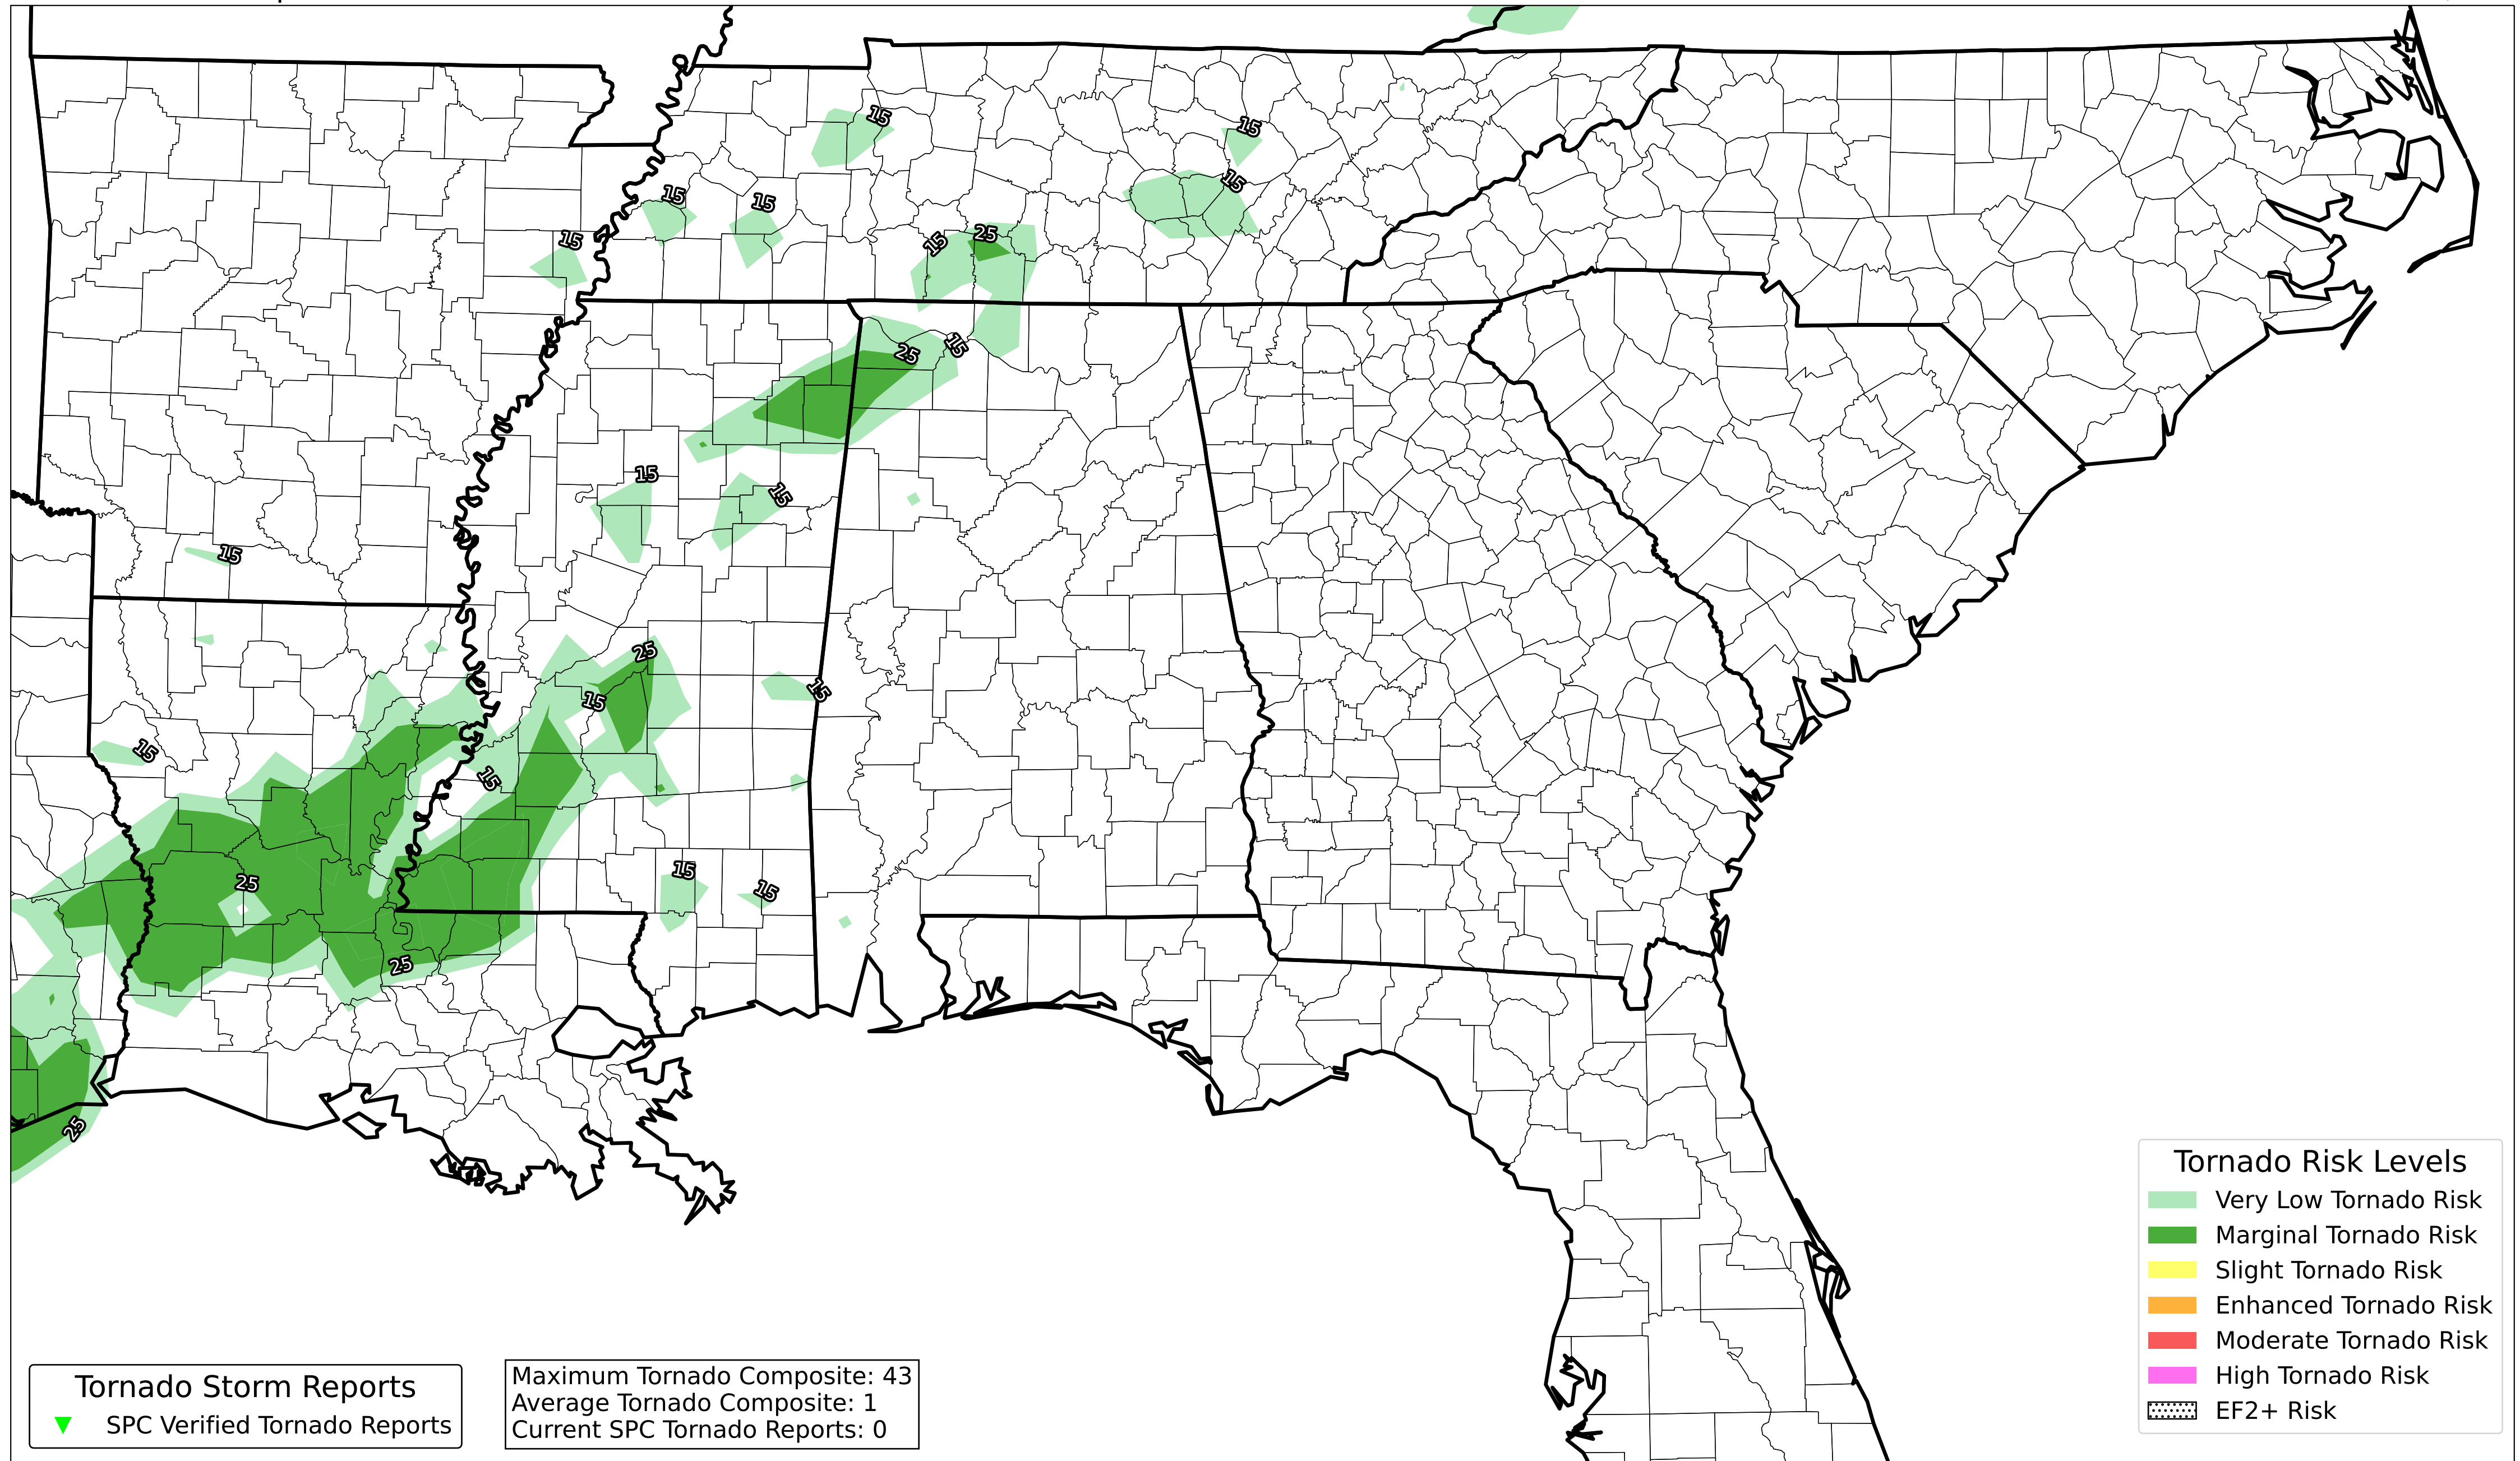 15
15
15
15
15
15
25
15
25
15
15
15
15
25
15
15
15
15
25
15
15
25
25
Tornado Risk Levels
Very Low Tornado Risk
Marginal Tornado Risk
Slight Tornado Risk
Enhanced Tornado Risk
Moderate Tornado Risk
High Tornado Risk
EF2+ Risk
Tornado Storm Reports
SPC Verified Tornado Reports
Maximum Tornado Composite: 43
Average Tornado Composite: 1
Current SPC Tornado Reports: 0